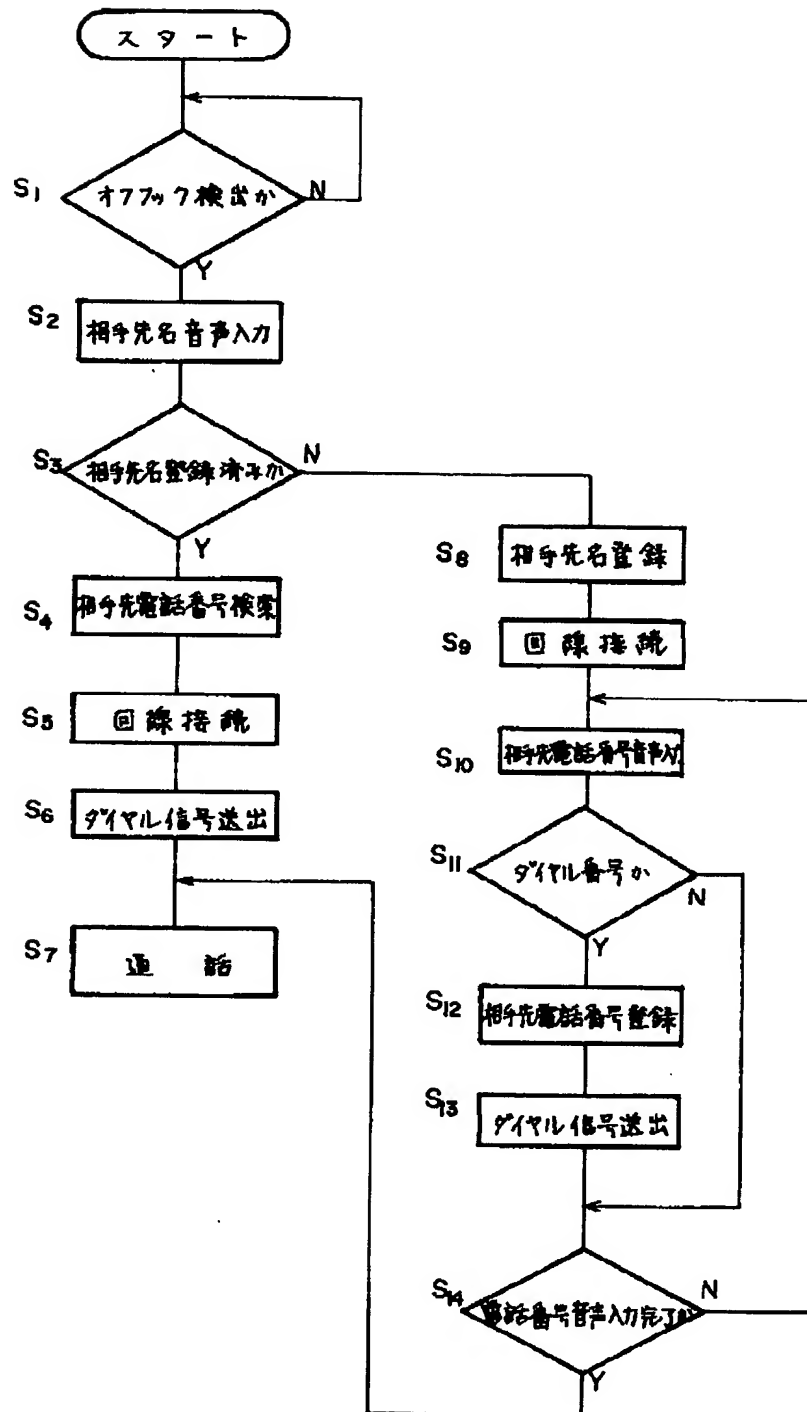 スタート
S1
オフフック検出か
N
Y
S2
相手先名音声入力
S3
相手先名登録済みか
N
Y
S4
相手先電話番号検索
S5
回線接続
S6
ダイヤル信号送出
S7
通 話
S8
相手先名登録
S9
回線接続
S10
相手先電話番号音声入力
S11
ダイヤル番号か
N
Y
S12
相手先電話番号登録
S13
ダイヤル信号送出
S14
電話番号音声入力完了か
N
Y